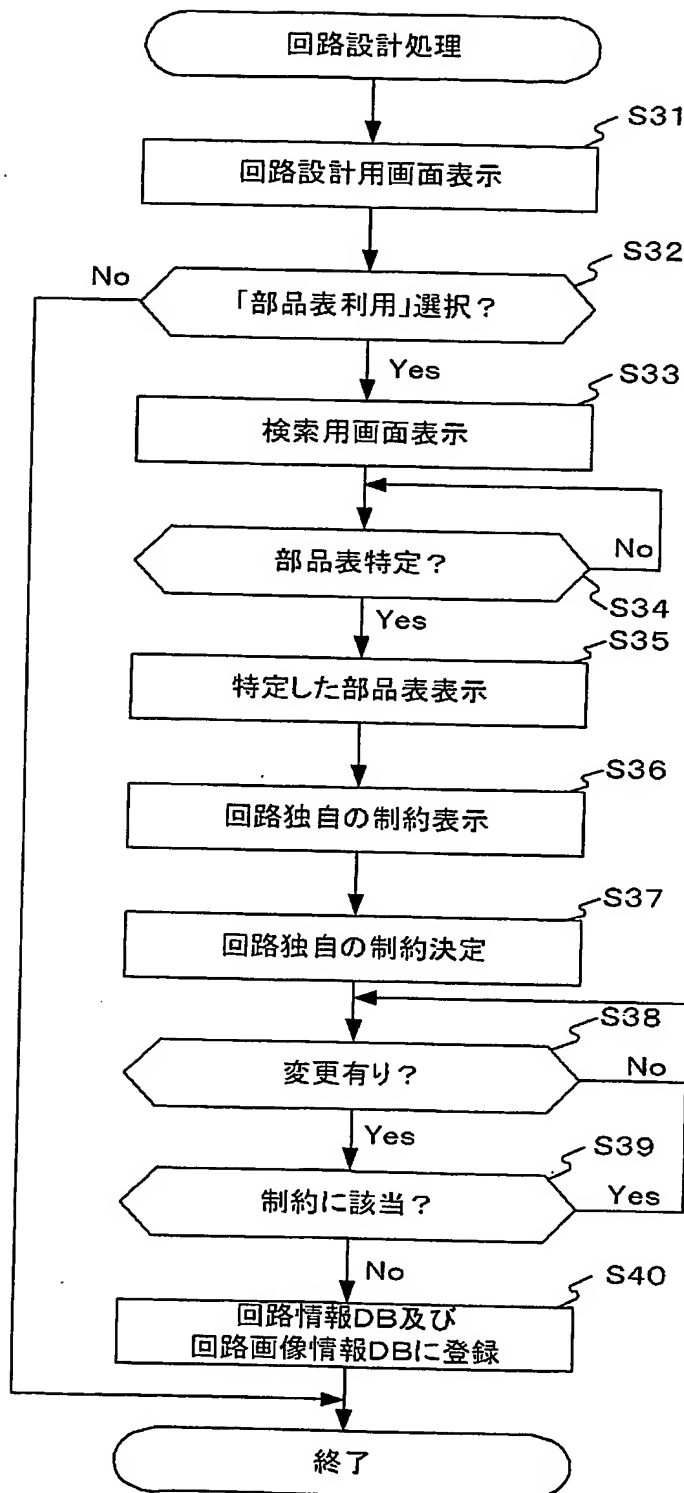 回路設計処理
S31
回路設計用画面表示
S32
No
「部品表利用」選択？
Yes
S33
検索用画面表示
部品表特定？
No
S34
Yes
S35
特定した部品表表示
S36
回路独自の制約表示
S37
回路独自の制約決定
S38
変更有り？
No
Yes
S39
制約に該当？
Yes
No
S40
回路情報DB及び
回路画像情報DBに登録
終了